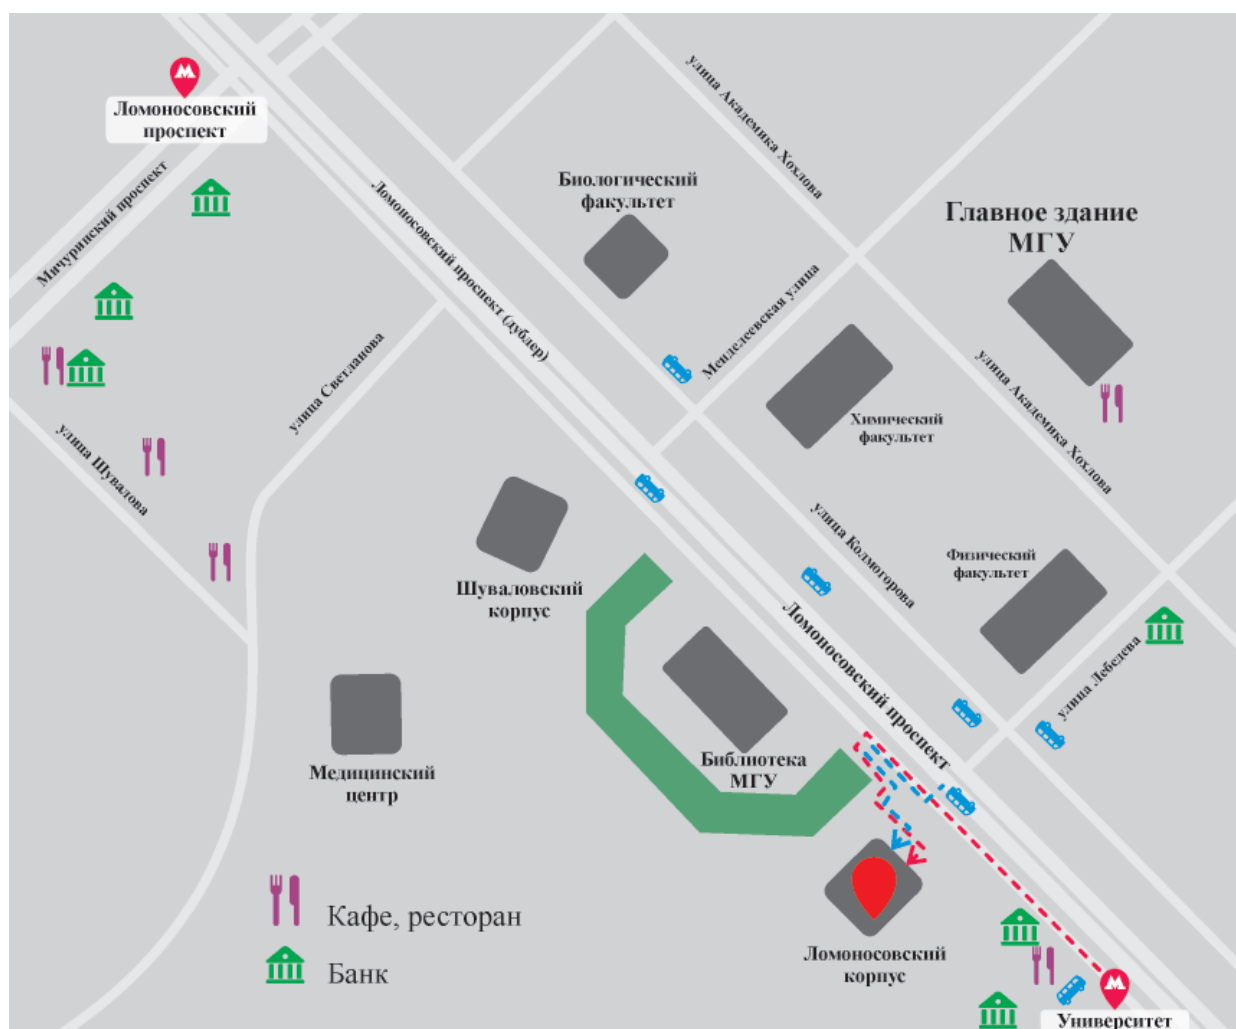 улица Академика Хохлова
Ломоносовский
проспект
Мичуринский проспект
Ломоносовский проспект (дублер)
Биологический
факультет
Главное здание
МГУ
Менделеевская улица
улица Светланова
улица Академика Хохлова
Химический
факультет
улица Шувалова
улица Колмогорова
Физический
факультет
Шуваловский
корпус
Ломоносовский проспект
улица Лебедева
Библиотека
МГУ
Медицинский
центр
Кафе, ресторан
Банк
Ломоносовский
корпус
Университет